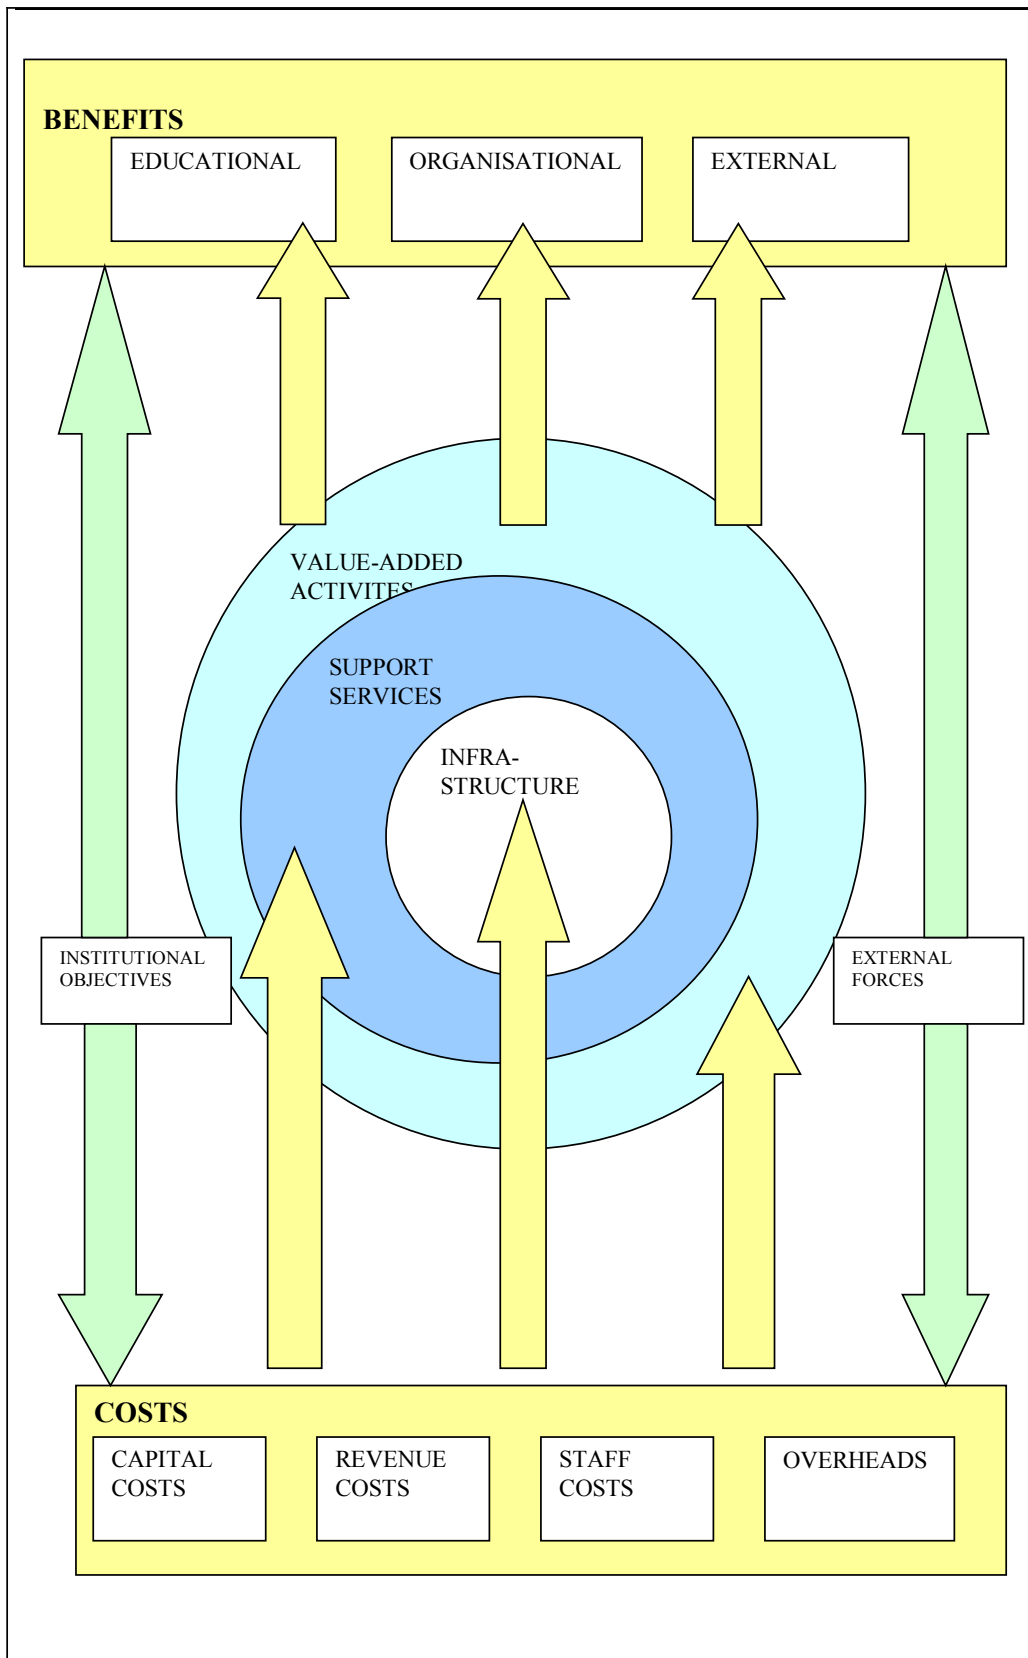 BENEFITS
EDUCATIONAL
ORGANISATIONAL
EXTERNAL
VALUE-ADDED
ACTIVITES
SUPPORT
SERVICES
INFRA-
STRUCTURE
INSTITUTIONAL
OBJECTIVES
EXTERNAL
FORCES
COSTS
CAPITAL
COSTS
REVENUE
COSTS
STAFF
COSTS
OVERHEADS